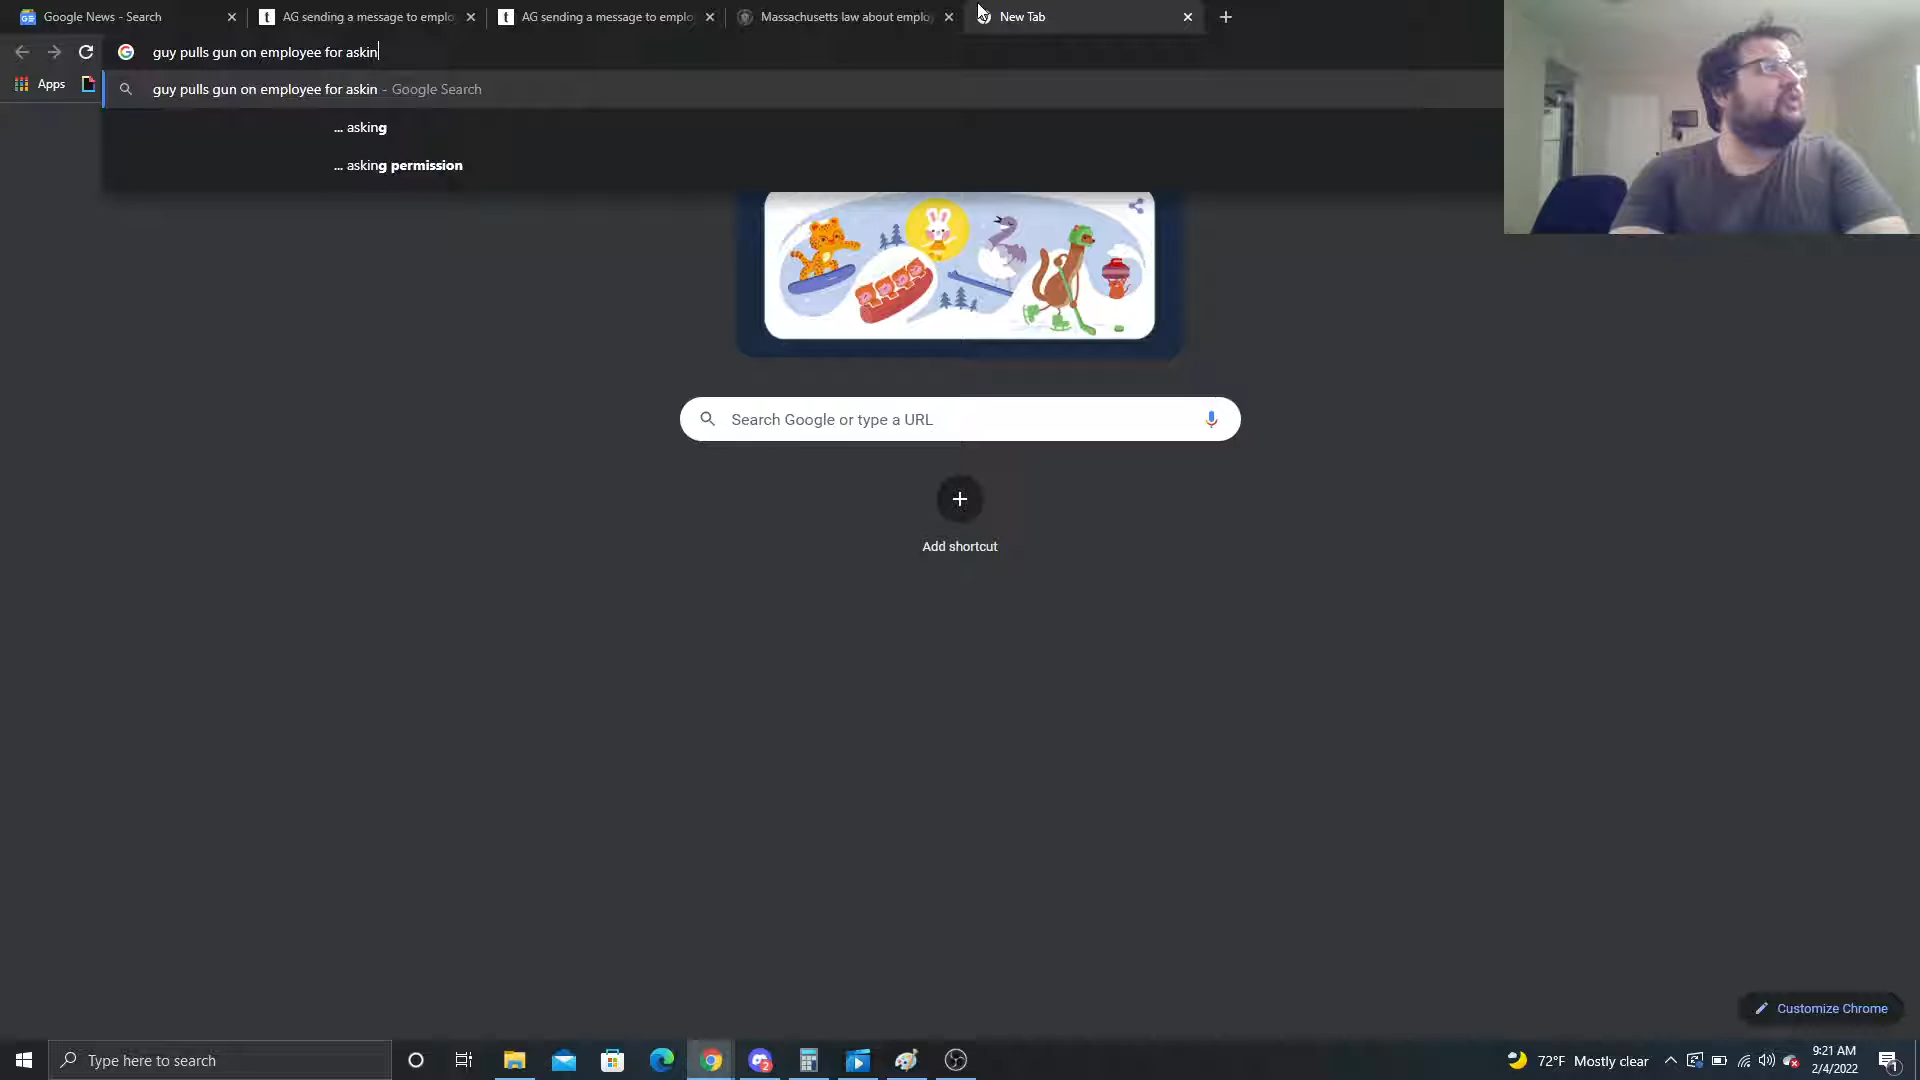 Google News - Search
AG sending a message to emplo
AG sending a message to emplo
Massachusetts law about employ
New Tab
guy pulls gun on employee for askin
Apps
guy pulls gun on employee for askin - Google Search
... asking
... asking permission
Search Google or type a URL
Add shortcut
Customize Chrome
Type here to search
2
72°F Mostly clear
9:21 AM
2/4/2022
1